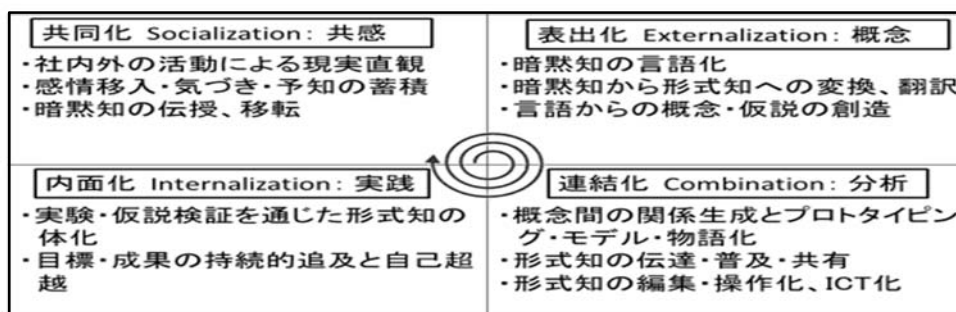 共同化 Socialization: 共感
・社内外の活動による現実直観
・感情移入・気づき・予知の蓄積
・暗黙知の伝授、移転
表出化 Externalization: 概念
・暗黙知の言語化
・暗黙知から形式知への変換、翻訳
・言語からの概念・仮説の創造
内面化 Internalization: 実践
・実験・仮説検証を通じた形式知の
体化
・目標・成果の持続的追及と自己超
越
連結化 Combination: 分析
・概念間の関係生成とプロトタイピン
グ・モデル・物語化
・形式知の伝達・普及・共有
・形式知の編集・操作化、ICT化